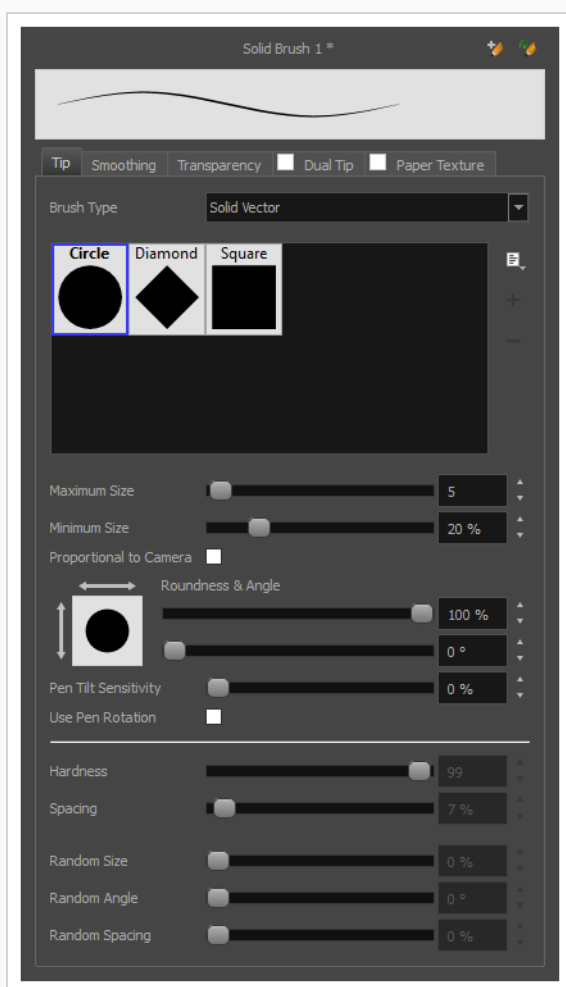 Solid Brush 1 *
Tip Smoothing Transparency Dual Tip Paper Texture
Brush Type Solid Vector
Circle Diamond Square
Maximum Size 5
Minimum Size 20 %
Proportional to Camera
Roundness & Angle
100 %
0 °
Pen Tilt Sensitivity 0 %
Use Pen Rotation
Hardness 99
Spacing 7 %
Random Size 0 %
Random Angle 0 °
Random Spacing 0 %